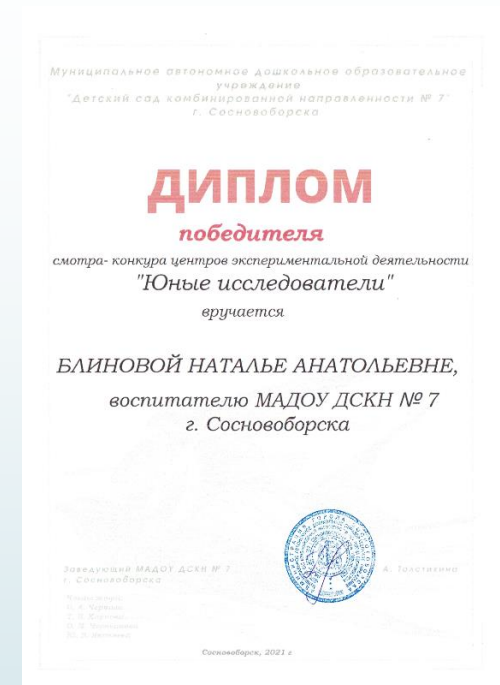 Муниципальное автономное дошкольное образовательное
учреждение
"Детский сад комбинированной направленности № 7"
г. Сосновоборска
ДИПЛОМ
победителя
смотра- конкура центров экспериментальной деятельности
"Юные исследователи"
вручается
БЛИНОВОЙ НАТАЛЬЕ АНАТОЛЬЕВНЕ,
воспитателю МАДОУ ДСКН № 7
г. Сосновоборска
Заведующий МАДОУ ДСКН № 7
А. Толстихина
г. Сосновоборска
Сосновоборск, 2021 г